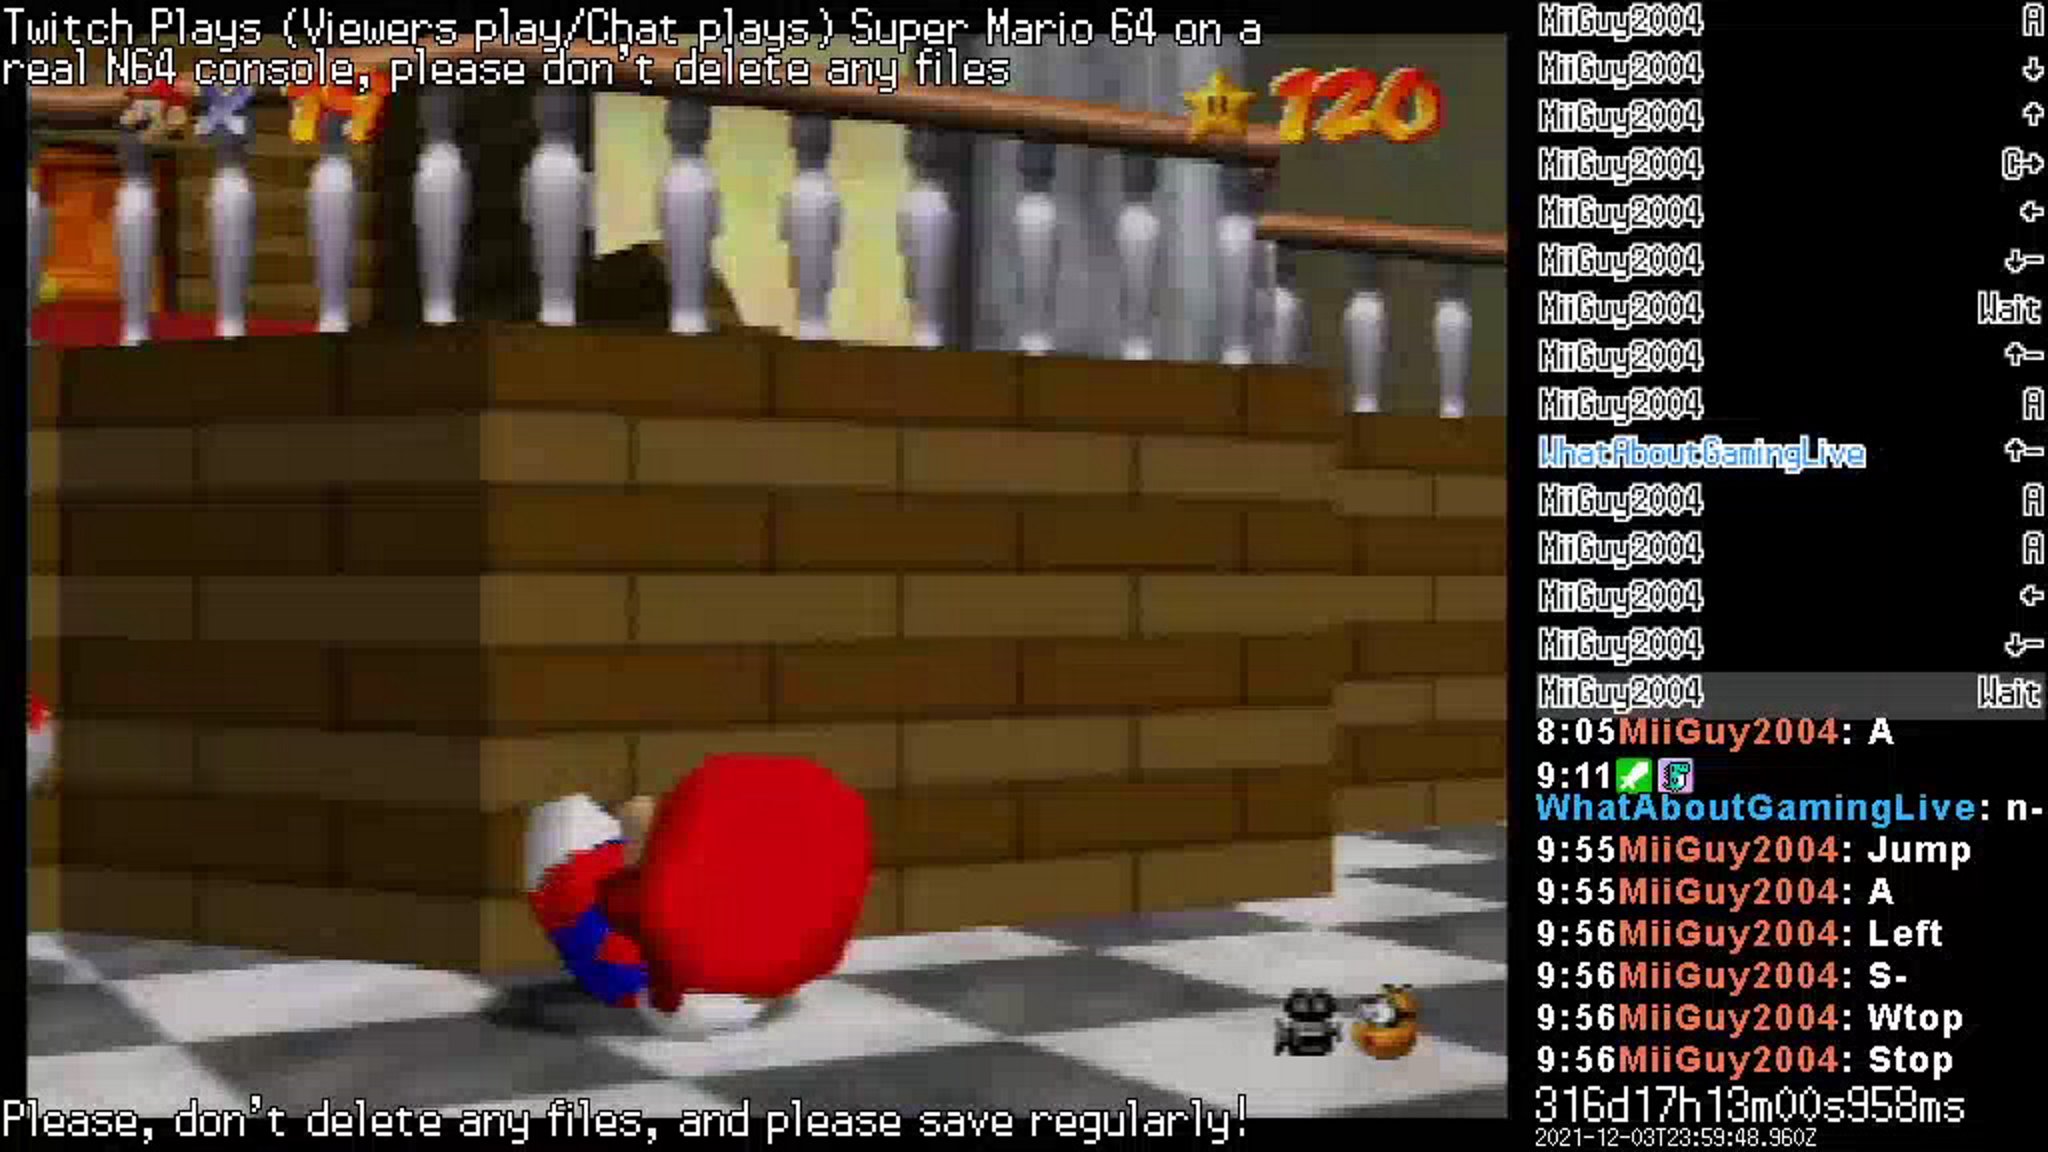 Twitch Plays (Viewers play/Chat plays) Super Mario 64 on a
real N64 console, please don't delete any files
120
MiiGuy2004 A
MiiGuy2004 ↓
MiiGuy2004 ↑
MiiGuy2004 C→
MiiGuy2004 ←
MiiGuy2004 ↓-
MiiGuy2004 Wait
MiiGuy2004 ↑-
MiiGuy2004 A
WhatAboutGamingLive ↑-
MiiGuy2004 A
MiiGuy2004 A
MiiGuy2004 ←
MiiGuy2004 ↓-
MiiGuy2004 Wait
8:05MiiGuy2004: A
9:11
WhatAboutGamingLive: n-
9:55MiiGuy2004: Jump
9:55MiiGuy2004: A
9:56MiiGuy2004: Left
9:56MiiGuy2004: S-
9:56MiiGuy2004: Wtop
9:56MiiGuy2004: Stop
316d17h13m00s958ms
2021-12-03T23:59:48.960Z
Please, don't delete any files, and please save regularly!